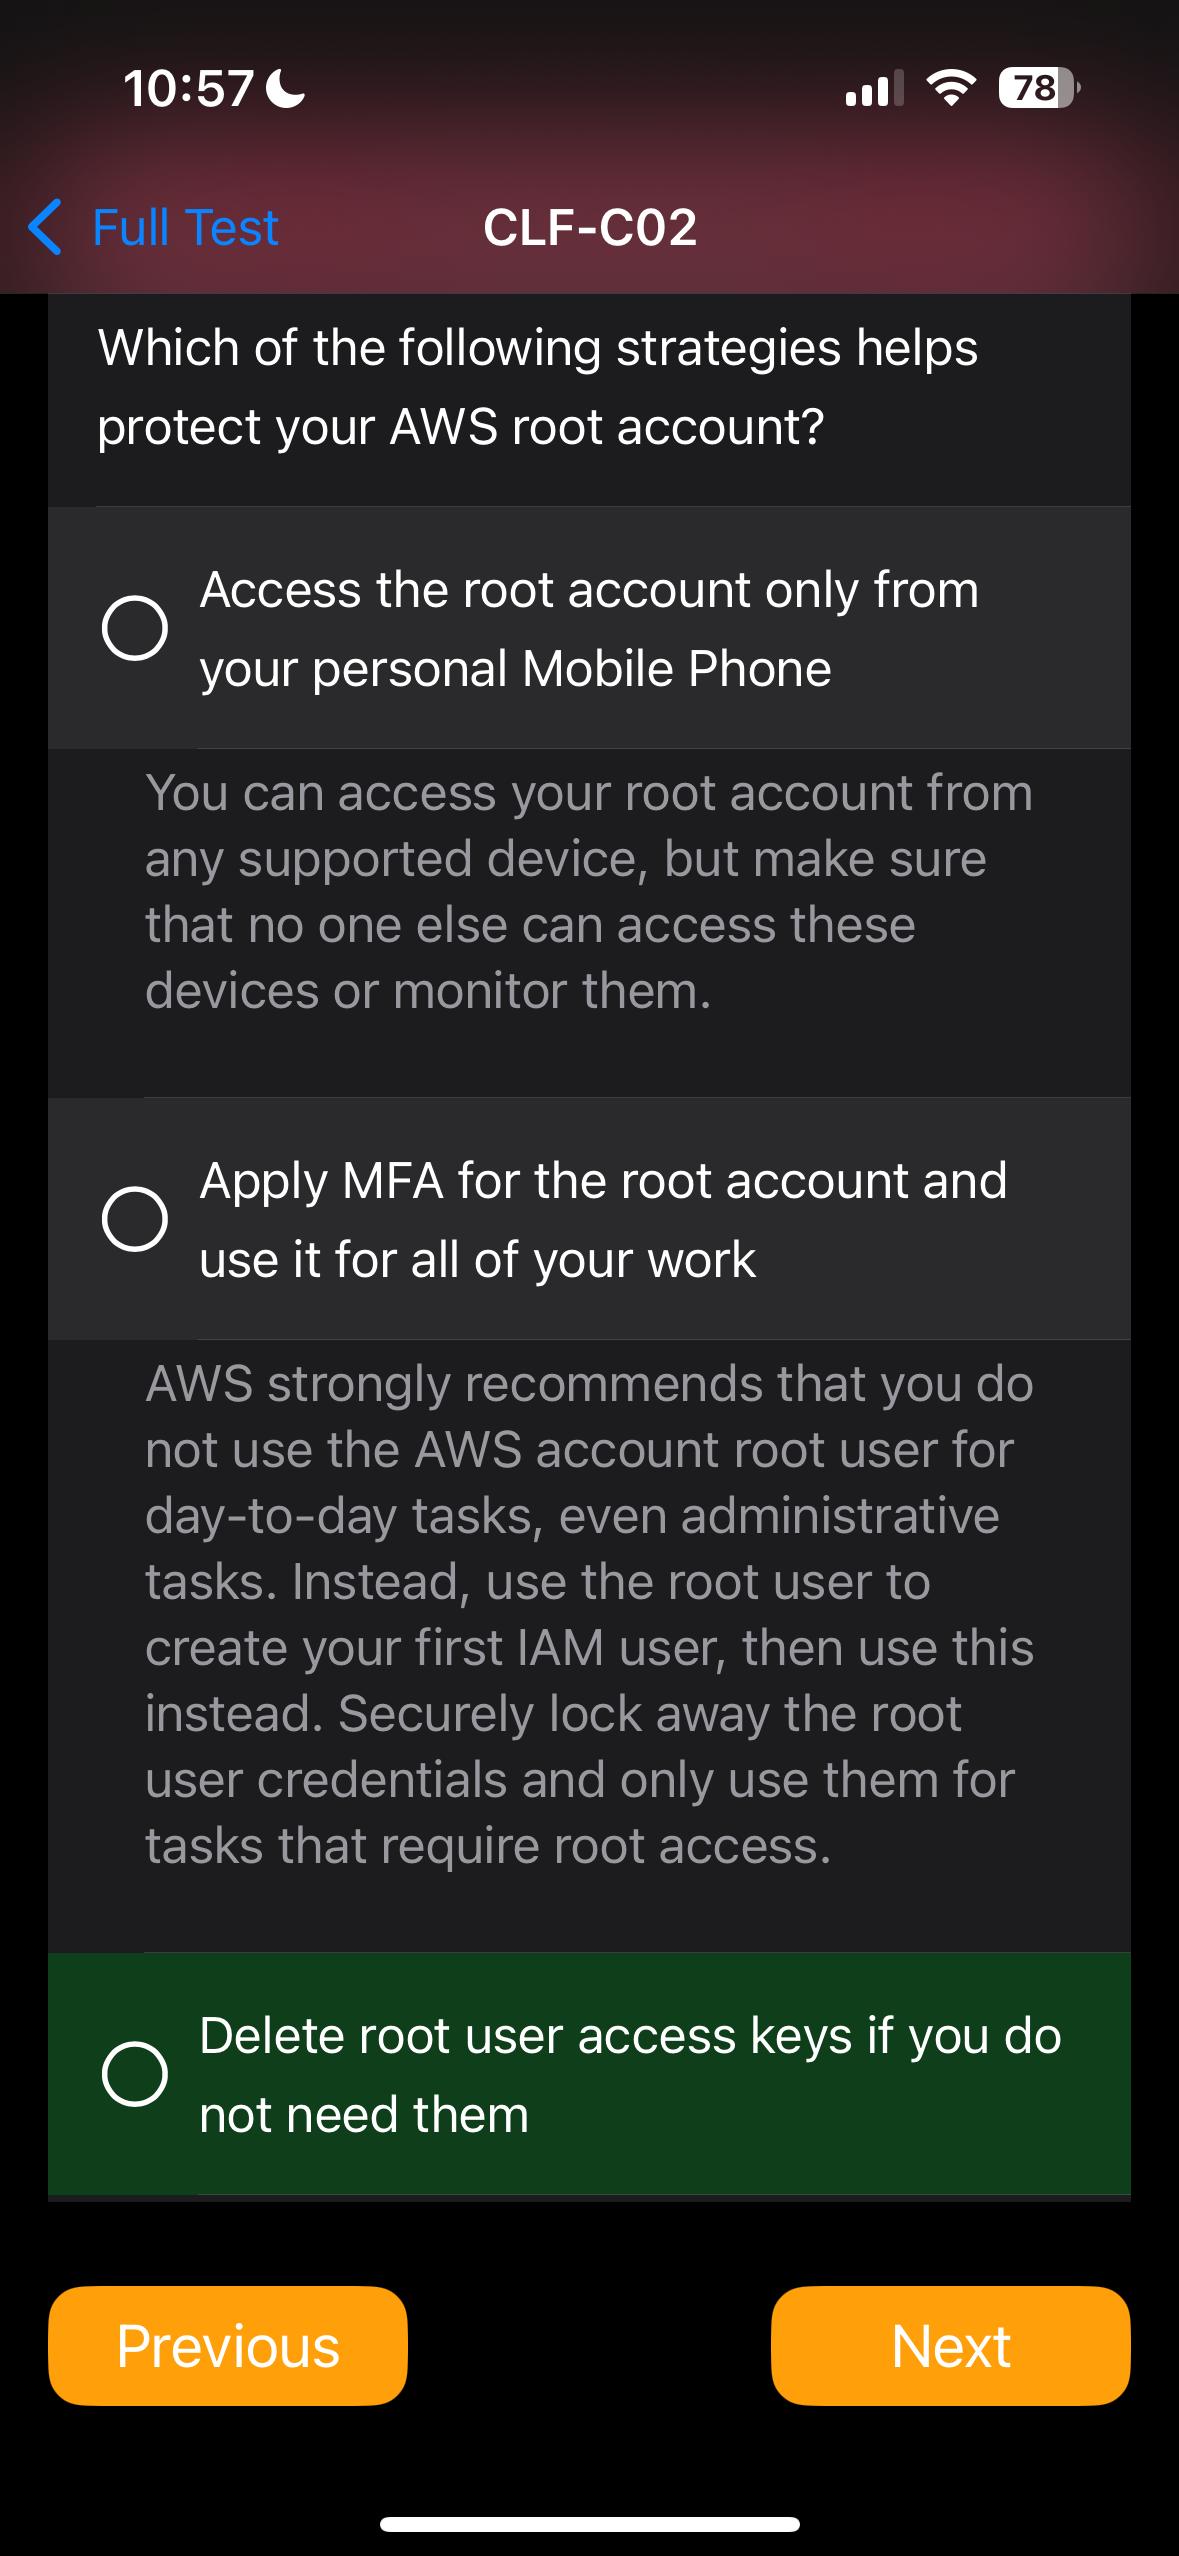 10:57
78
Full Test
CLF-C02
Which of the following strategies helps
protect your AWS root account?
Access the root account only from
your personal Mobile Phone
You can access your root account from
any supported device, but make sure
that no one else can access these
devices or monitor them.
Apply MFA for the root account and
use it for all of your work
AWS strongly recommends that you do
not use the AWS account root user for
day-to-day tasks, even administrative
tasks. Instead, use the root user to
create your first IAM user, then use this
instead. Securely lock away the root
user credentials and only use them for
tasks that require root access.
Delete root user access keys if you do
not need them
Previous
Next